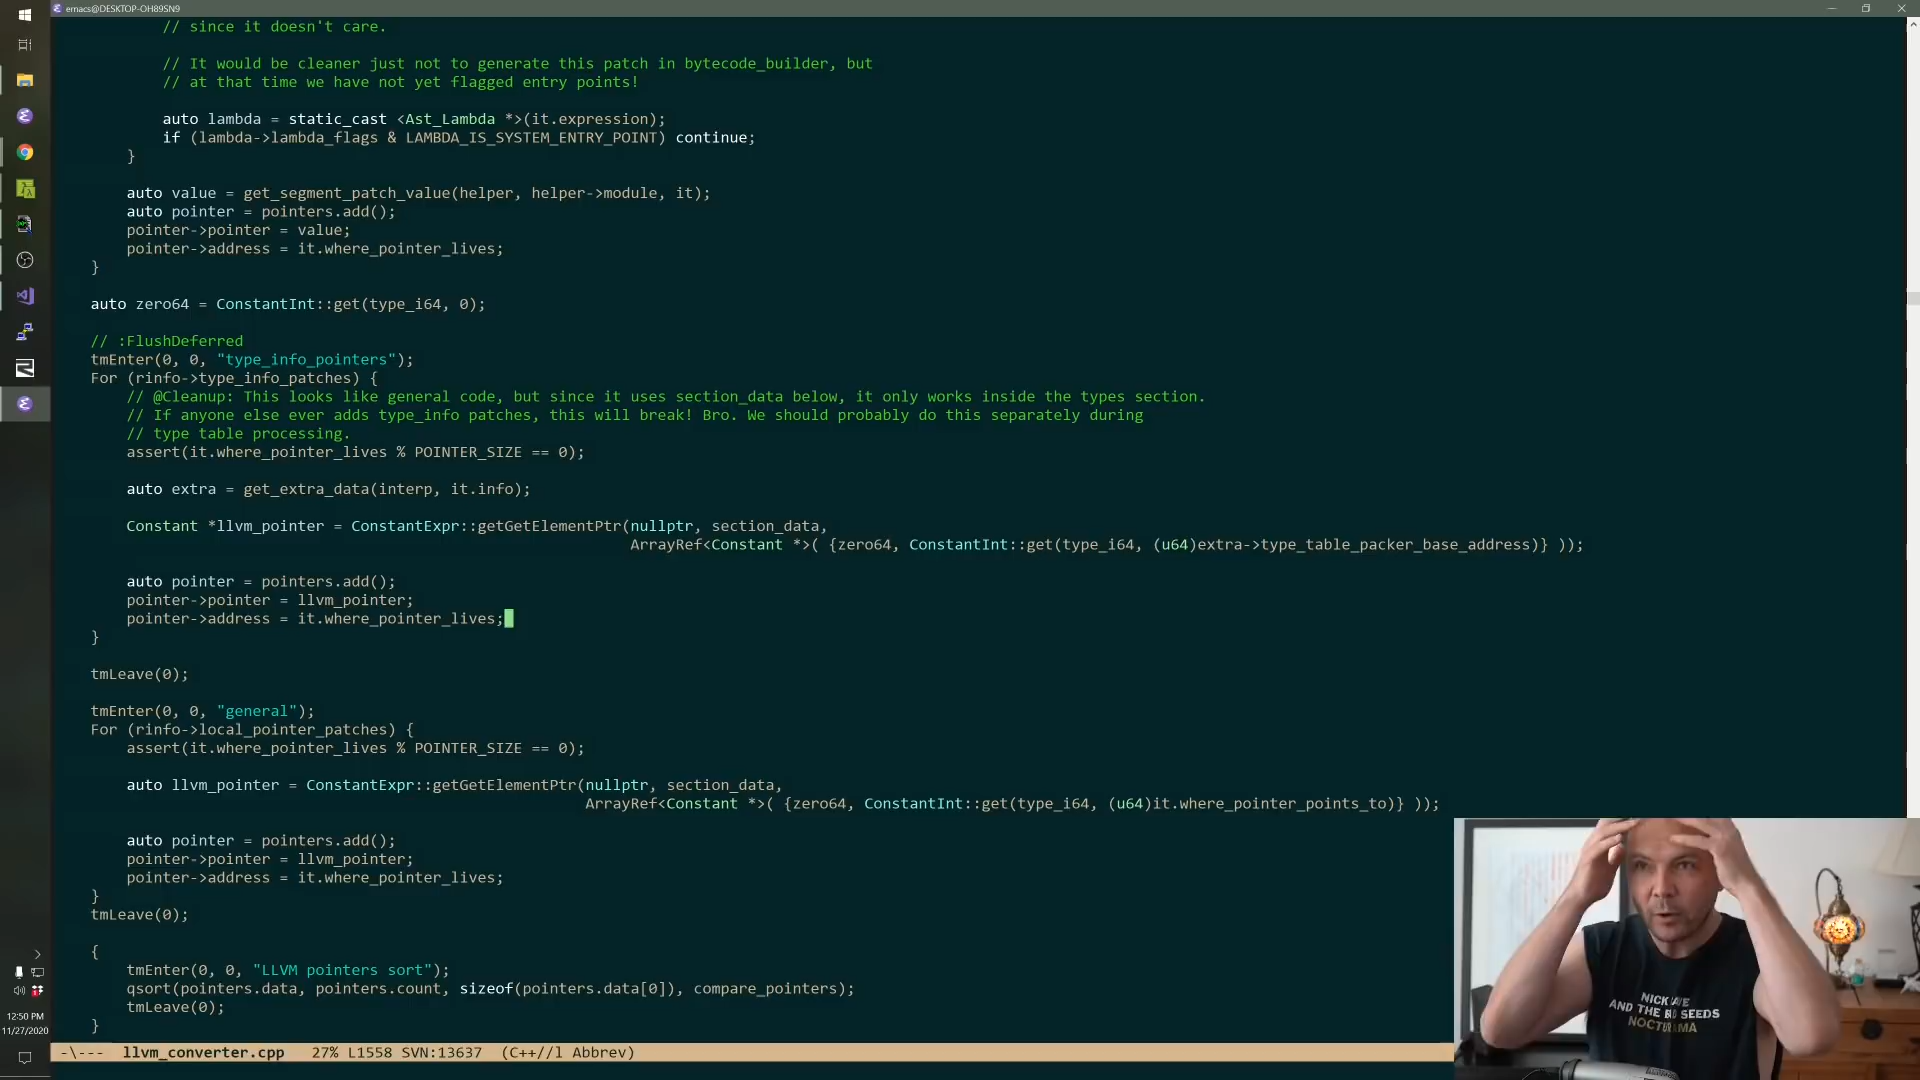 emacs@DESKTOP-OH89SN9
// since it doesn't care.
// It would be cleaner just not to generate this patch in bytecode_builder, but
// at that time we have not yet flagged entry points!
auto lambda = static_cast <Ast_Lambda *>(it.expression);
if (lambda->lambda_flags & LAMBDA_IS_SYSTEM_ENTRY_POINT) continue;
}
auto value = get_segment_patch_value(helper, helper->module, it);
auto pointer = pointers.add();
pointer->pointer = value;
pointer->address = it.where_pointer_lives;
}
auto zero64 = ConstantInt::get(type_i64, 0);
// :FlushDeferred
tmEnter(0, 0, "type_info_pointers");
For (rinfo->type_info_patches) {
// @Cleanup: This looks like general code, but since it uses section_data below, it only works inside the types section.
// If anyone else ever adds type_info patches, this will break! Bro. We should probably do this separately during
// type table processing.
assert(it.where_pointer_lives % POINTER_SIZE == 0);
auto extra = get_extra_data(interp, it.info);
Constant *llvm_pointer = ConstantExpr::getGetElementPtr(nullptr, section_data,
ArrayRef<Constant *>( {zero64, ConstantInt::get(type_i64, (u64)extra->type_table_packer_base_address)} ));
auto pointer = pointers.add();
pointer->pointer = llvm_pointer;
pointer->address = it.where_pointer_lives;
}
tmLeave(0);
tmEnter(0, 0, "general");
For (rinfo->local_pointer_patches) {
assert(it.where_pointer_lives % POINTER_SIZE == 0);
auto llvm_pointer = ConstantExpr::getGetElementPtr(nullptr, section_data,
ArrayRef<Constant *>( {zero64, ConstantInt::get(type_i64, (u64)it.where_pointer_points_to)} ));
auto pointer = pointers.add();
pointer->pointer = llvm_pointer;
pointer->address = it.where_pointer_lives;
}
tmLeave(0);
{
tmEnter(0, 0, "LLVM pointers sort");
qsort(pointers.data, pointers.count, sizeof(pointers.data[0]), compare_pointers);
tmLeave(0);
}
-\--- llvm_converter.cpp 27% L1558 SVN:13637 (C++//l Abbrev)
12:50 PM
11/27/2020
NICK
AND THE SEEDS